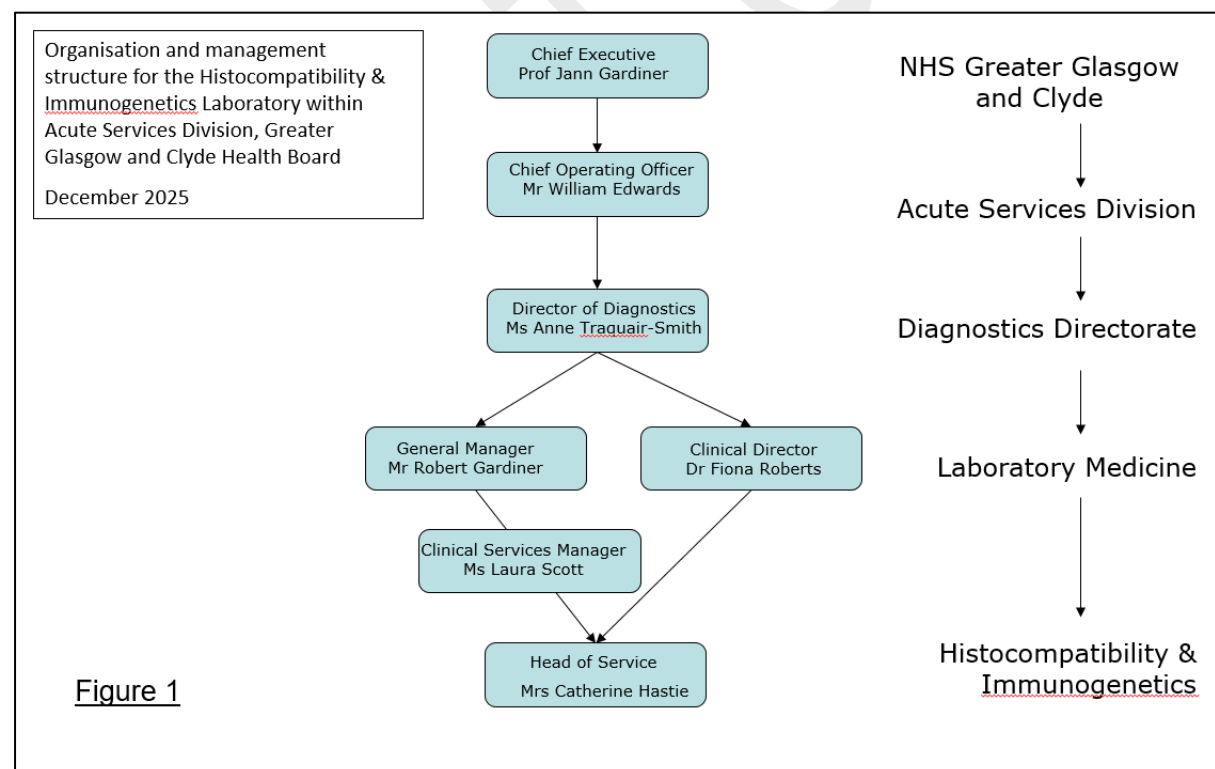 Organisation and management
structure for the Histocompatibility &
Immunogenetics Laboratory within
Acute Services Division, Greater
Glasgow and Clyde Health Board
December 2025
Chief Executive
Prof Jann Gardiner
Chief Operating Officer
Mr William Edwards
Director of Diagnostics
Ms Anne Traquair-Smith
General Manager
Mr Robert Gardiner
Clinical Director
Dr Fiona Roberts
Clinical Services Manager
Ms Laura Scott
Head of Service
Mrs Catherine Hastie
NHS Greater Glasgow
and Clyde
Acute Services Division
Diagnostics Directorate
Laboratory Medicine
Histocompatibility &
Immunogenetics
Figure 1